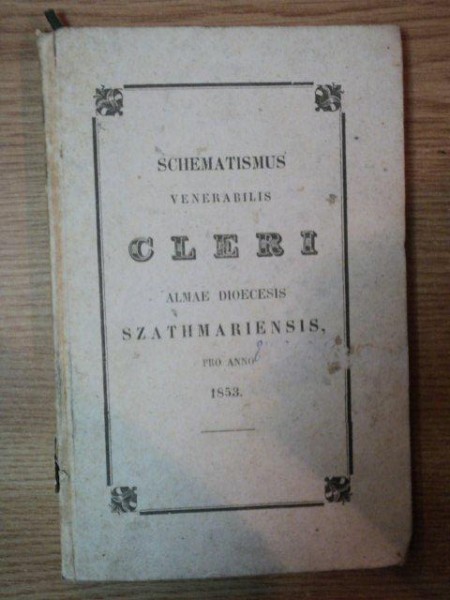 SCHEMATISMUS
VENERABILIS
CLERI
ALMAE DIOECESIS
SZATHMARIENSIS,
PRO ANNO
1853.